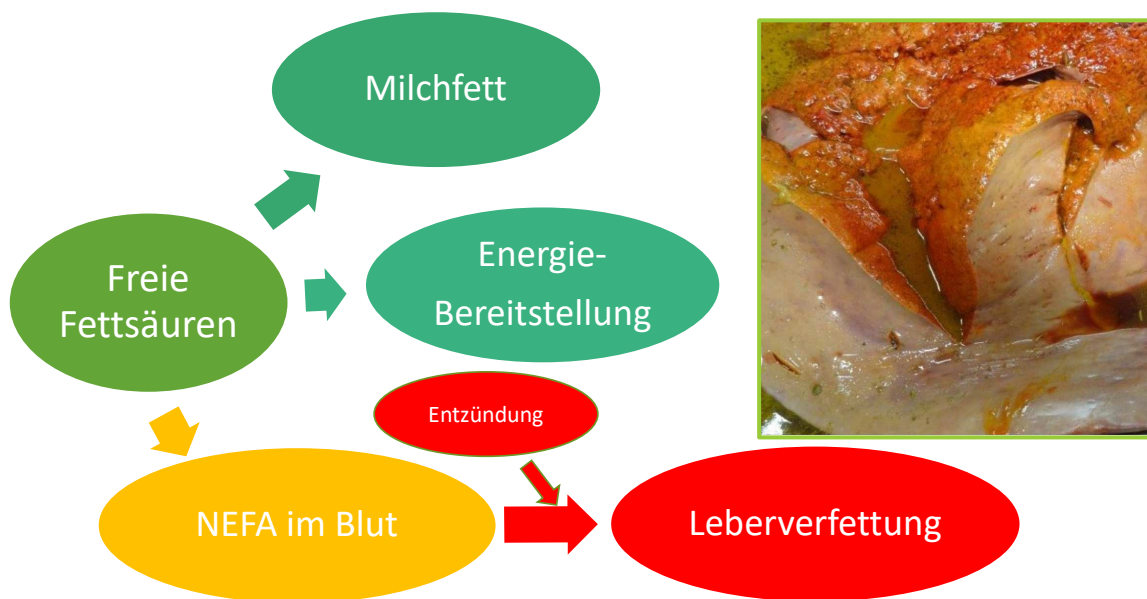 Milchfett
Freie
Fettsäuren
Energie-
Bereitstellung
Entzündung
NEFA im Blut
Leberverfettung